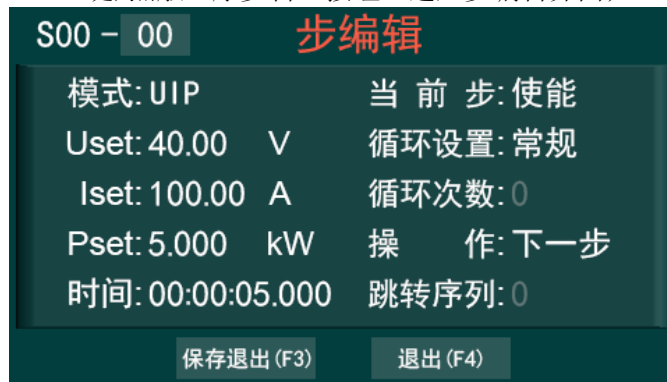 S00 - 00 步编辑
模式: UIP 当 前 步: 使能
Uset: 40.00 V 循环设置: 常规
Iset: 100.00 A 循环次数: 0
Pset: 5.000 kW 操 作: 下一步
时间: 00:00:05.000 跳转序列: 0
保存退出(F3) 退出(F4)